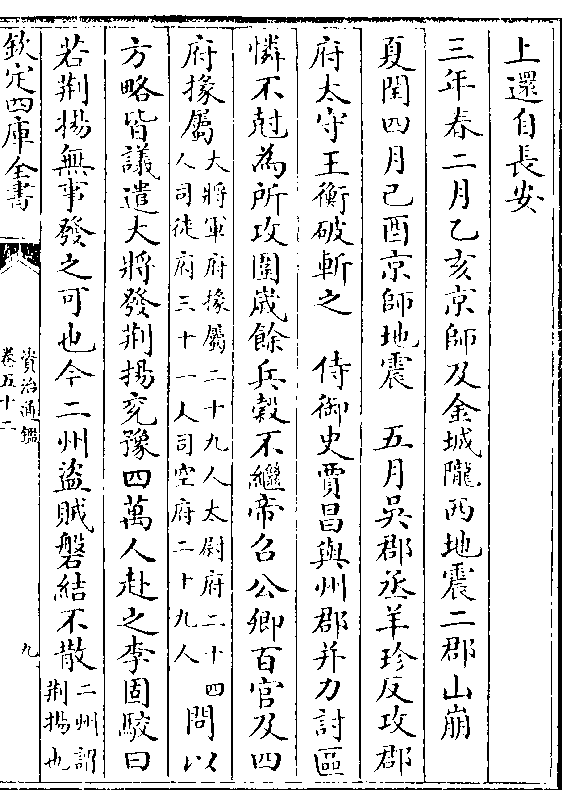 上還自長安
三年春二月乙亥京師及金城隴西地震二郡山崩
夏閏四月己酉京師地震　五月吳郡丞羊珍反攻郡
府太守王衡破斬之　侍御史賈昌與州郡并力討區
憐不尅為所攻圍歲餘兵穀不繼帝召公卿百官及四
府掾屬大將軍府掾屬二十九人太尉府二十四人司徒府三十一人司空府二十九人問以
方略皆議遣大將發荆揚兖豫四萬人赴之李固駮曰
若荆揚無事發之可也今二州盜賊磐結不散二州謂荆揚也
欽定四庫全書
資治通鑑
卷五十二
九